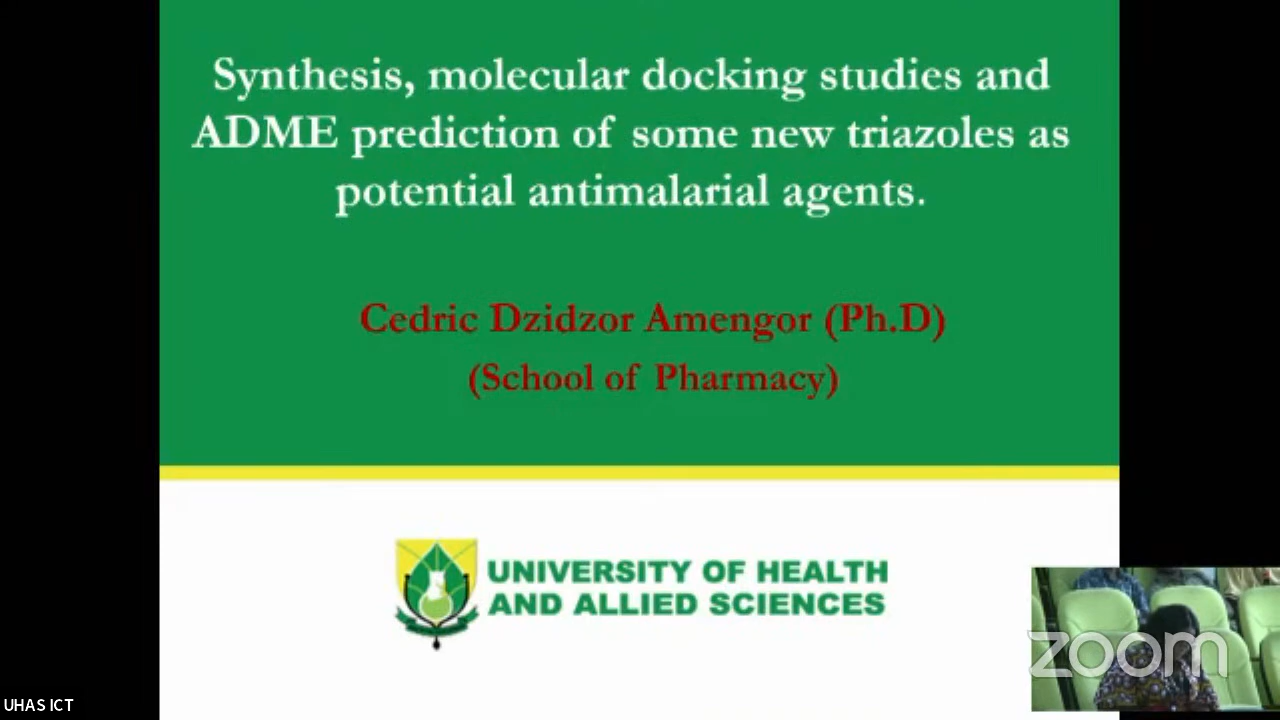 Synthesis, molecular docking studies and
ADME prediction of some new triazoles as
potential antimalarial agents.
Cedric Dzidzor Amengor (Ph.D)
(School of Pharmacy)
UNIVERSITY OF HEALTH
AND ALLIED SCIENCES
zoom
UHAS ICT